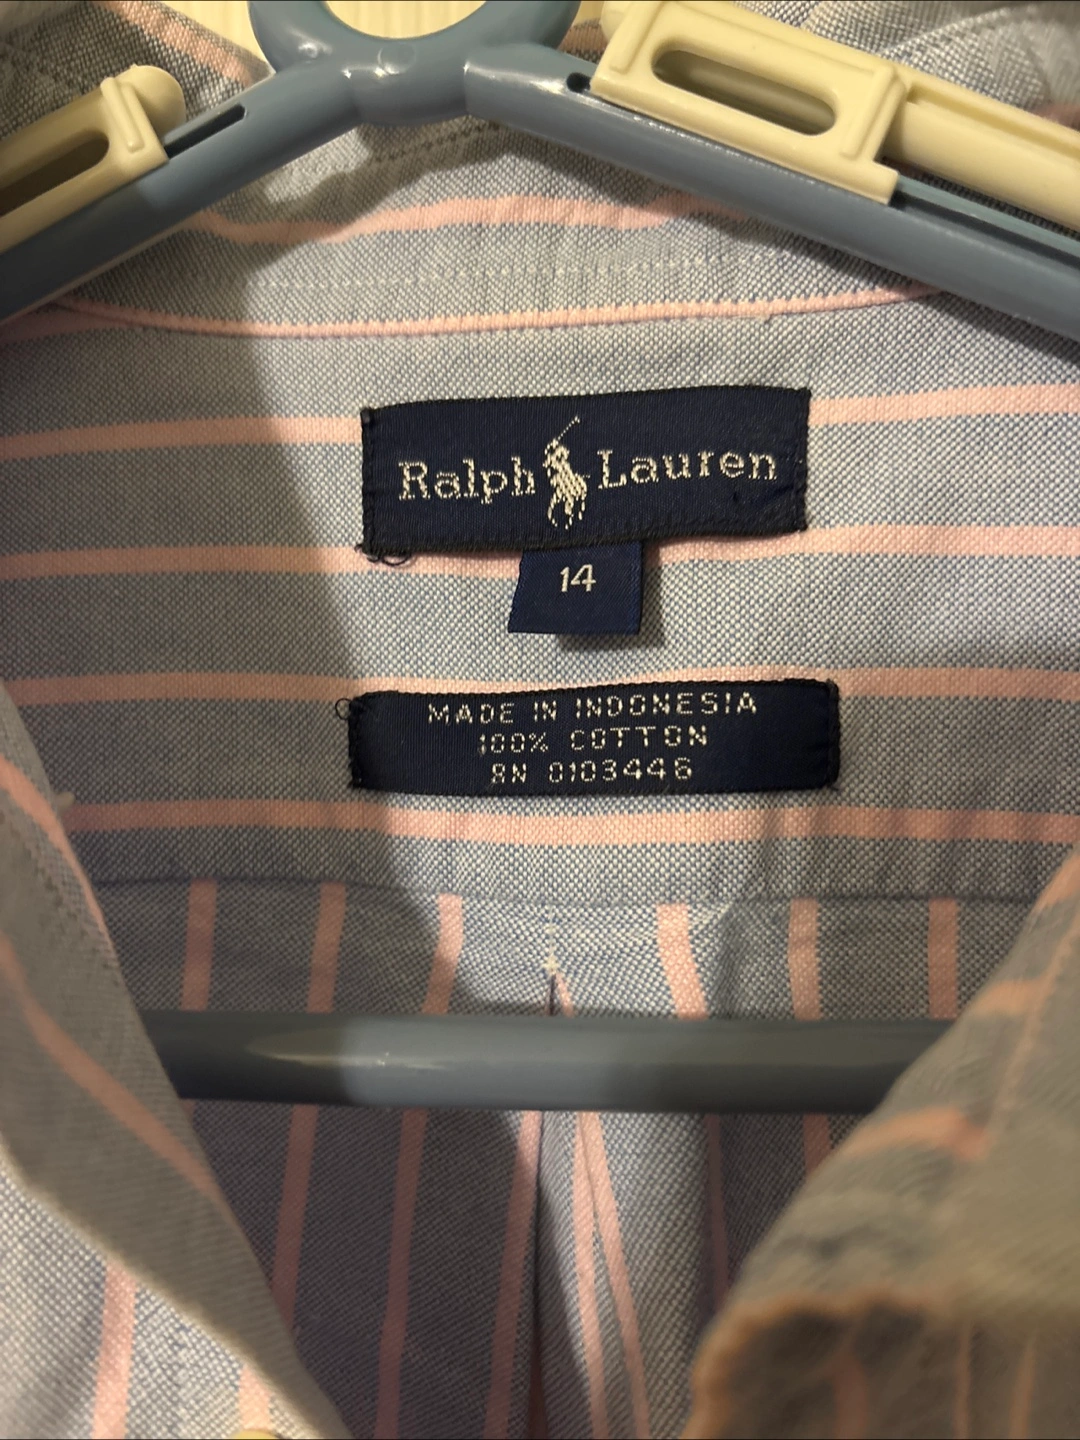 Ralph Lauren
14
MADE IN INDONESIA
100% COTTON
RN 0103446